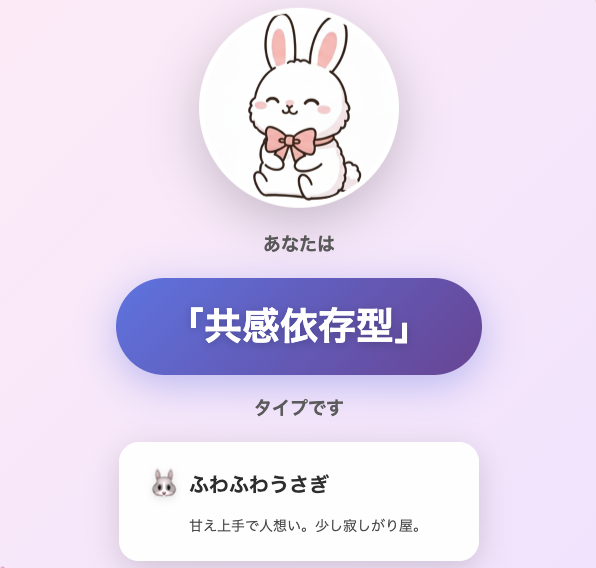 あなたは
「共感依存型」
タイプです
ふわふわうさぎ
甘え上手で人想い。少し寂しがり屋。